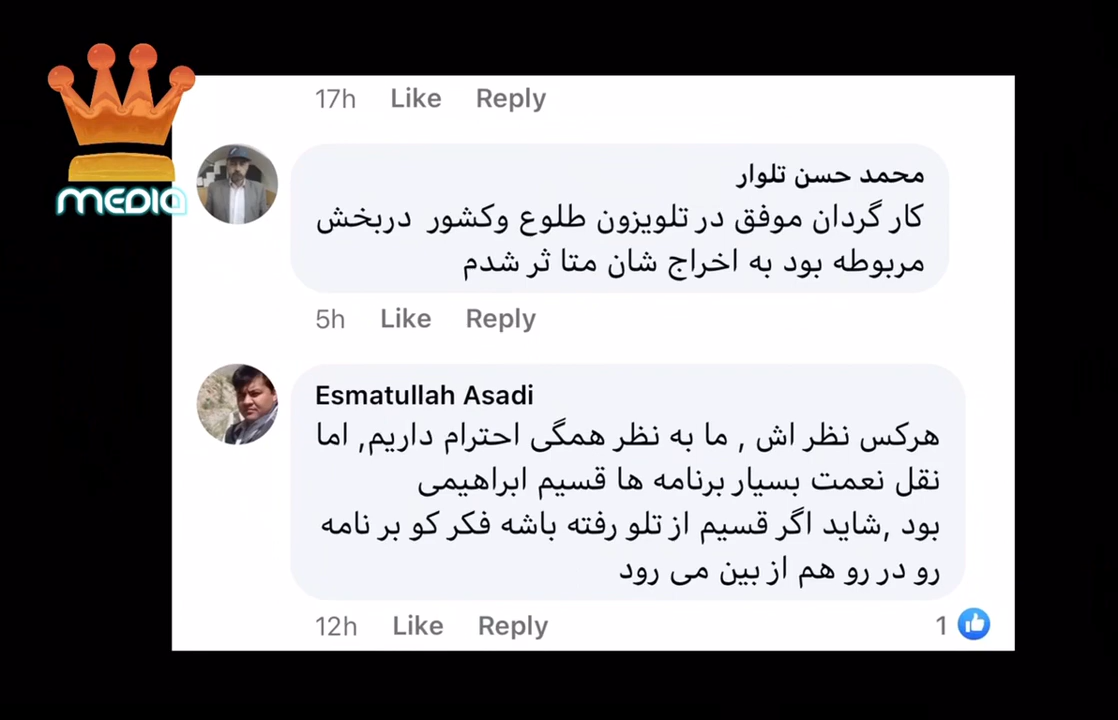 MEDIA
17h Like Reply
محمد حسن تلوار
کار گردان موفق در تلویزون طلوع وکشور دربخش
مربوطه بود به اخراج شان متا ثر شدم
5h Like Reply
Esmatullah Asadi
هرکس نظر اش , ما به نظر همگی احترام داریم, اما
نقل نعمت بسیار برنامه ها قسیم ابراهیمی
بود ,شاید اگر قسیم از تلو رفته باشه فکر کو بر نامه
رو در رو هم از بین می رود
12h Like Reply 1